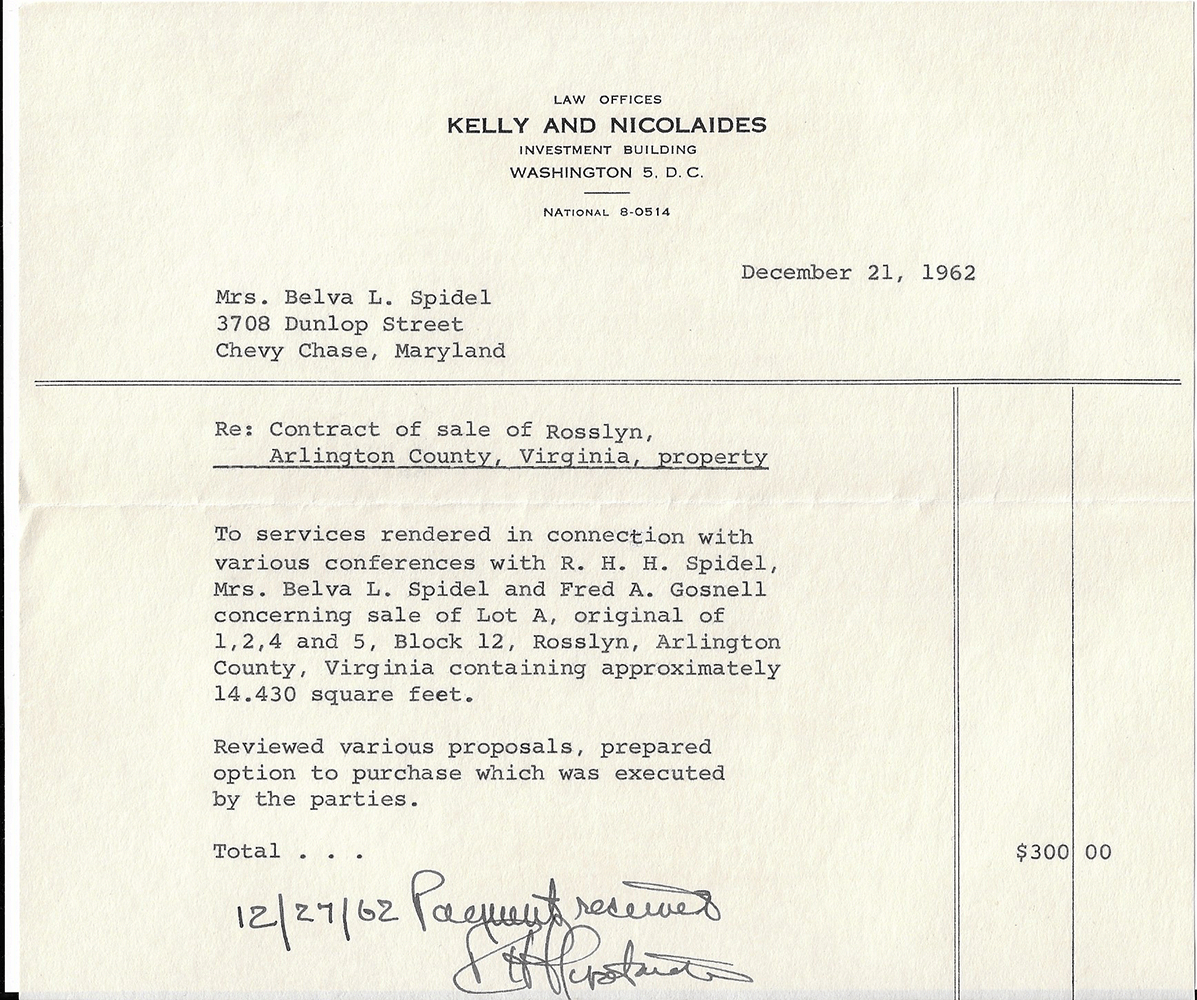 LAW OFFICES
KELLY AND NICOLAIDES
INVESTMENT BUILDING
WASHINGTON 5, D. C.
NATIONAL 8-0514
December 21, 1962
Mrs. Belva L. Spidel
3708 Dunlop Street
Chevy Chase, Maryland
Re: Contract of sale of Rosslyn,
Arlington County, Virginia, property
To services rendered in connection with
various conferences with R. H. H. Spidel,
Mrs. Belva L. Spidel and Fred A. Gosnell
concerning sale of Lot A, original of
1,2,4 and 5, Block 12, Rosslyn, Arlington
County, Virginia containing approximately
14.430 square feet.
Reviewed various proposals, prepared
option to purchase which was executed
by the parties.
Total . . . $300 00
12/27/62 Payment received